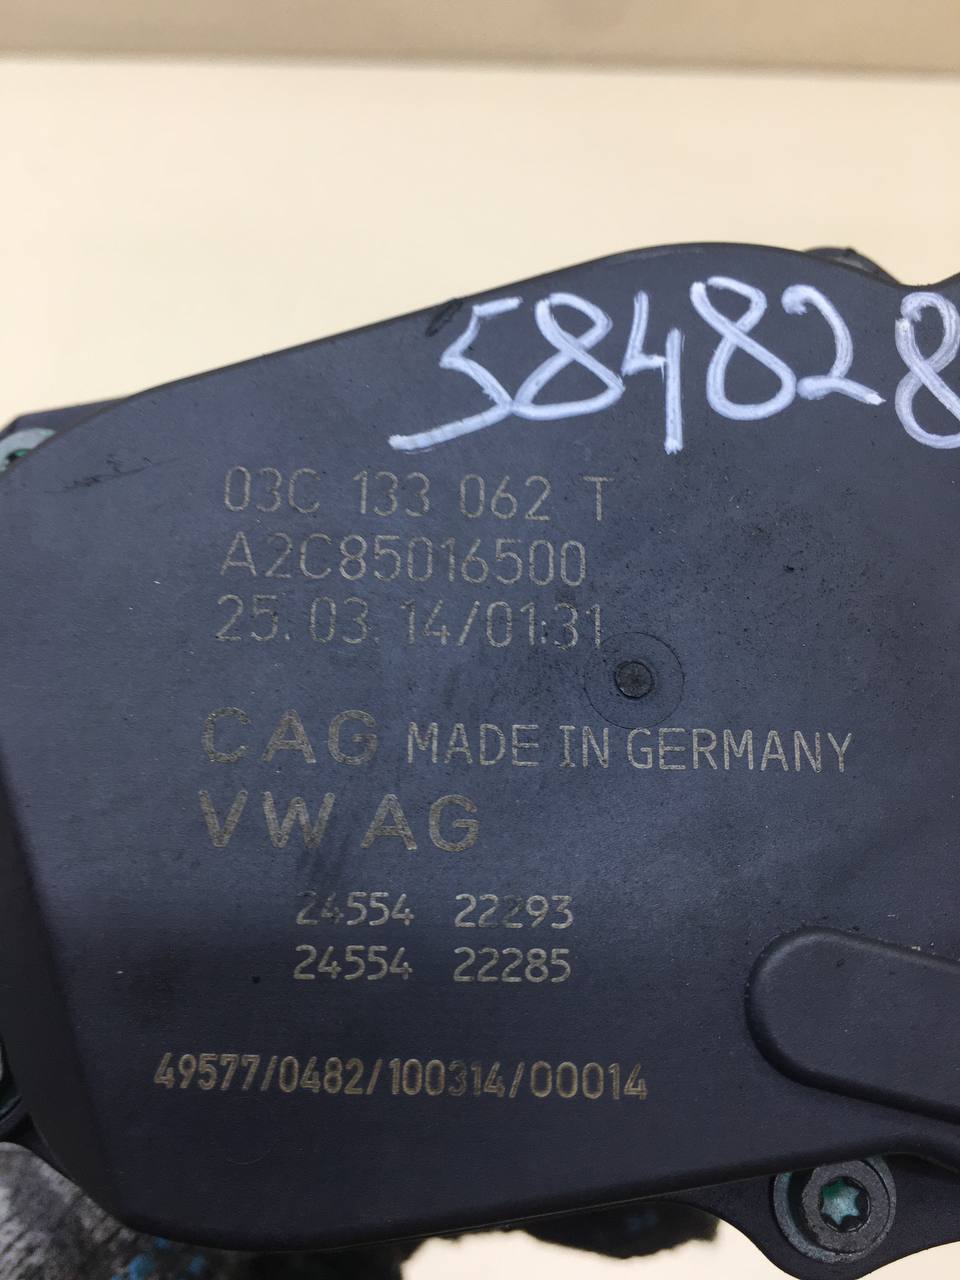 584828
03C 133 062 T
A2C85016500
25.03.14/01:31
CAG MADE IN GERMANY
VW AG
24554 22293
24554 22285
49577/0482/100314/00014